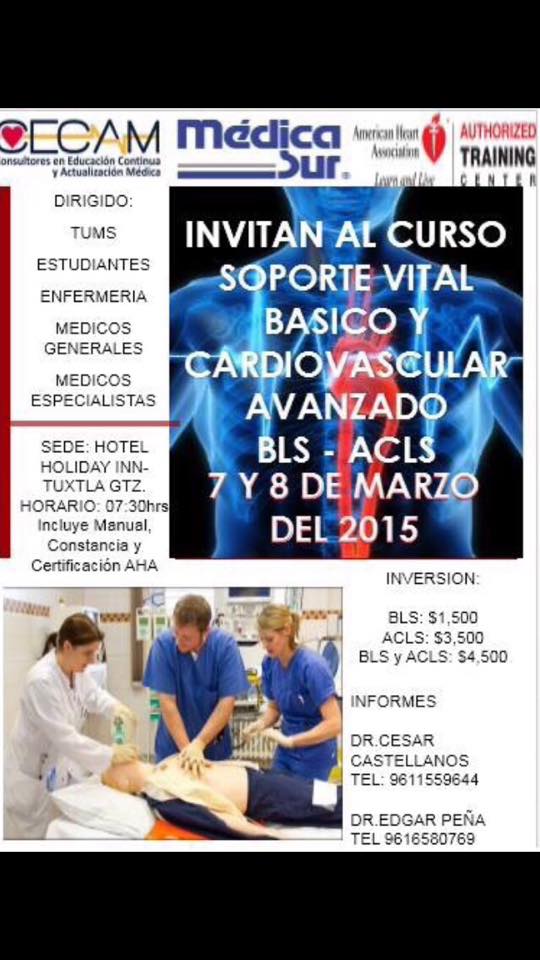 CECAM
onsultores en Educación Continua
y Actualización Médica
Médica
Sur
American Heart
Association
Learn and Live
AUTHORIZED
TRAINING
CENTER
DIRIGIDO:
TUMS
ESTUDIANTES
ENFERMERIA
MEDICOS
GENERALES
MEDICOS
ESPECIALISTAS
SEDE: HOTEL
HOLIDAY INN-
TUXTLA GTZ.
HORARIO: 07:30hrs
Incluye Manual,
Constancia y
Certificación AHA
INVITAN AL CURSO
SOPORTE VITAL
BASICO Y
CARDIOVASCULAR
AVANZADO
BLS - ACLS
7 Y 8 DE MARZO
DEL 2015
INVERSION:
BLS: $1,500
ACLS: $3,500
BLS y ACLS: $4,500
INFORMES
DR.CESAR
CASTELLANOS
TEL: 9611559644
DR.EDGAR PEÑA
TEL 9616580769